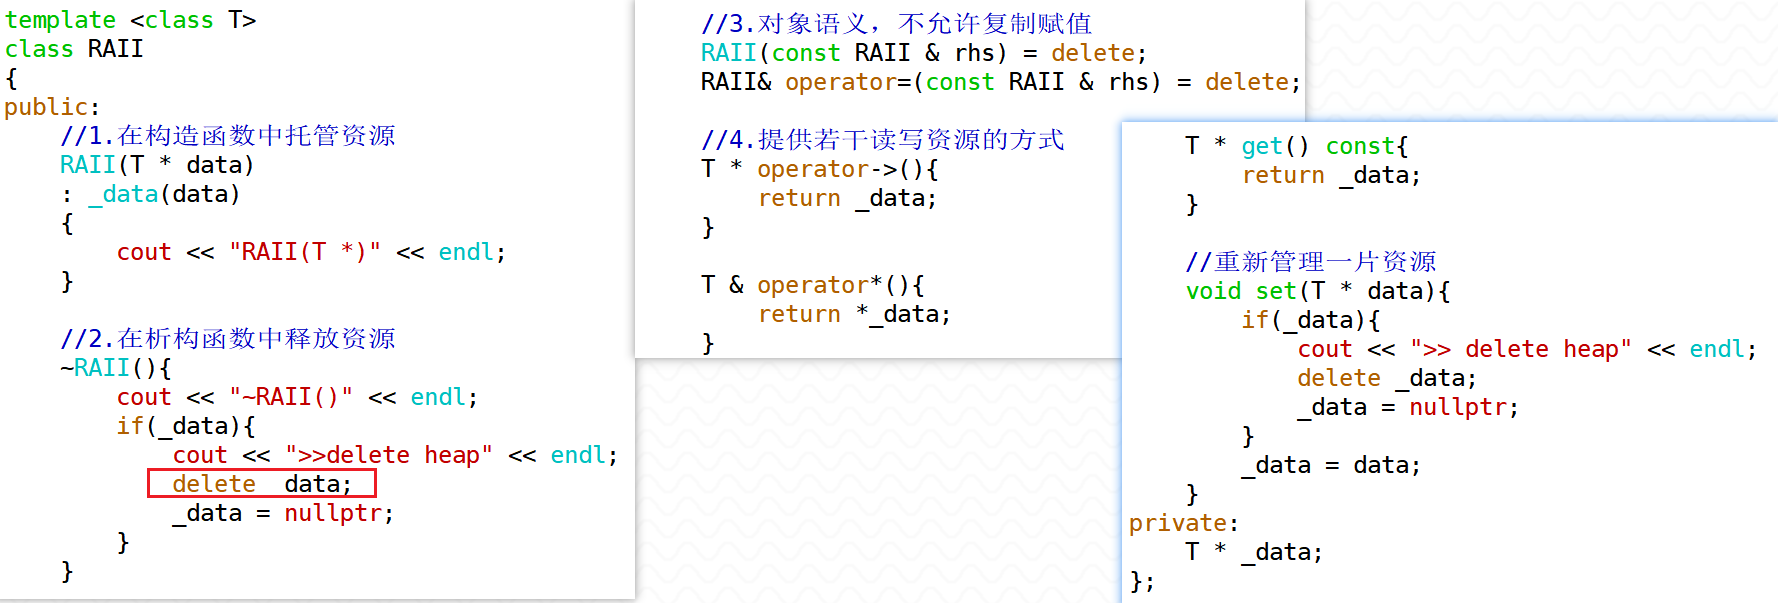 template <class T>
class RAII
{
public:
    //1.在构造函数中托管资源
    RAII(T * data)
    : _data(data)
    {
        cout << "RAII(T *)" << endl;
    }

    //2.在析构函数中释放资源
    ~RAII(){
        cout << "~RAII()" << endl;
        if(_data){
            cout << ">>delete heap" << endl;
            delete  data;
            _data = nullptr;
        }
    }

    //3.对象语义，不允许复制赋值
    RAII(const RAII & rhs) = delete;
    RAII& operator=(const RAII & rhs) = delete;

    //4.提供若干读写资源的方式
    T * operator->(){
        return _data;
    }

    T & operator*(){
        return *_data;
    }

    T * get() const{
        return _data;
    }

    //重新管理一片资源
    void set(T * data){
        if(_data){
            cout << ">> delete heap" << endl;
            delete _data;
            _data = nullptr;
        }
        _data = data;
    }
private:
    T * _data;
};